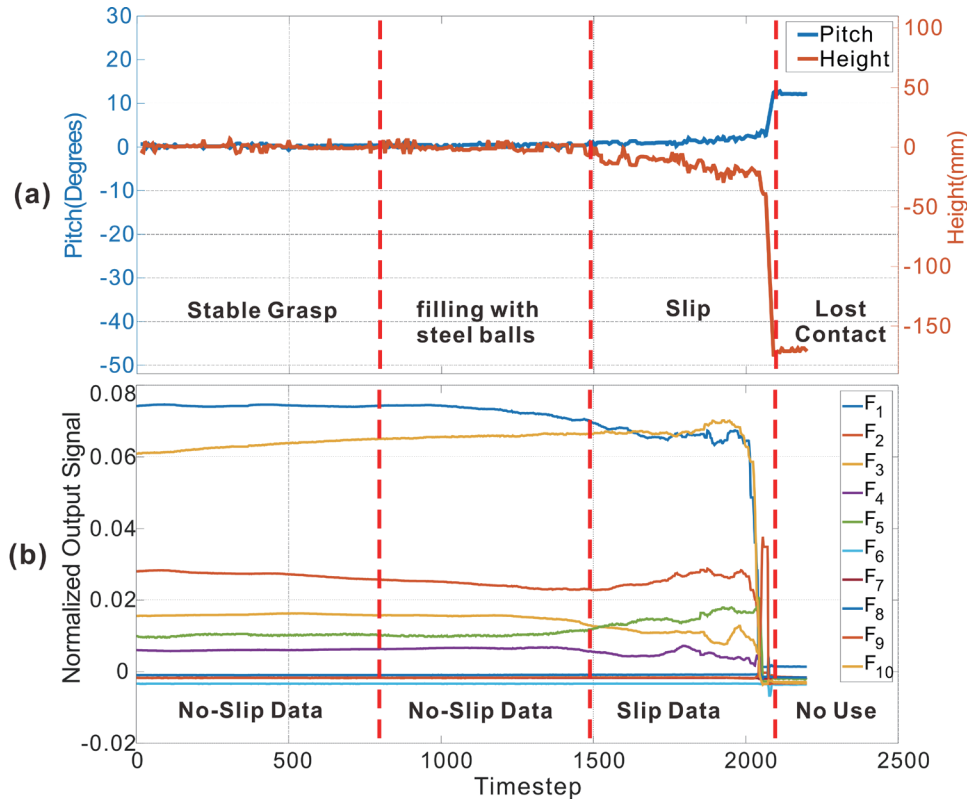 (a)
Pitch(Degrees)
30
20
10
0
-10
-20
-30
-40
-50
Pitch
Height
100
50
0
-50
-100
-150
Height(mm)
Stable Grasp
filling with
steel balls
Slip
Lost
Contact
(b)
Normalized Output Signal
0.08
0.06
0.04
0.02
0
-0.02
F1
F2
F3
F4
F5
F6
F7
F8
F9
F10
No-Slip Data
No-Slip Data
Slip Data
No Use
0 500 1000 1500 2000 2500
Timestep